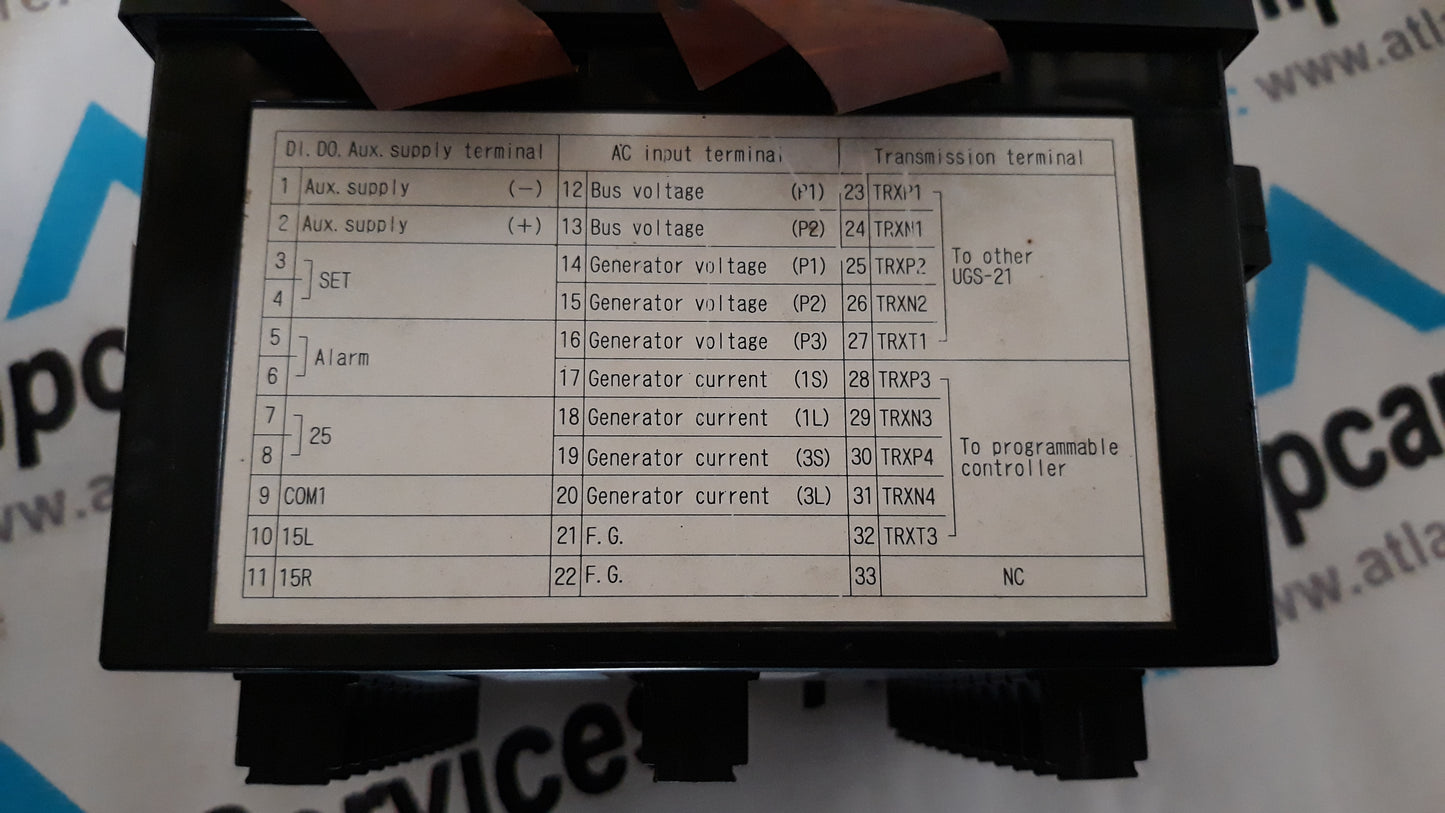 DI. DO. Aux. supply terminal AC input terminal Transmission terminal
1 Aux. supply (−) 12 Bus voltage (P1) 23 TRXP1
2 Aux. supply (+) 13 Bus voltage (P2) 24 TRXN1
3 14 Generator voltage (P1) 25 TRXP2
SET
To other
UGS-21
4 15 Generator voltage (P2) 26 TRXN2
5 16 Generator voltage (P3) 27 TRXT1
Alarm
6 17 Generator current (1S) 28 TRXP3
7 18 Generator current (1L) 29 TRXN3
25
To programmable
controller
8 19 Generator current (3S) 30 TRXP4
9 COM1 20 Generator current (3L) 31 TRXN4
10 15L 21 F. G. 32 TRXT3
11 15R 22 F. G. 33 NC
www.atla
pcar
www.atla
ervices